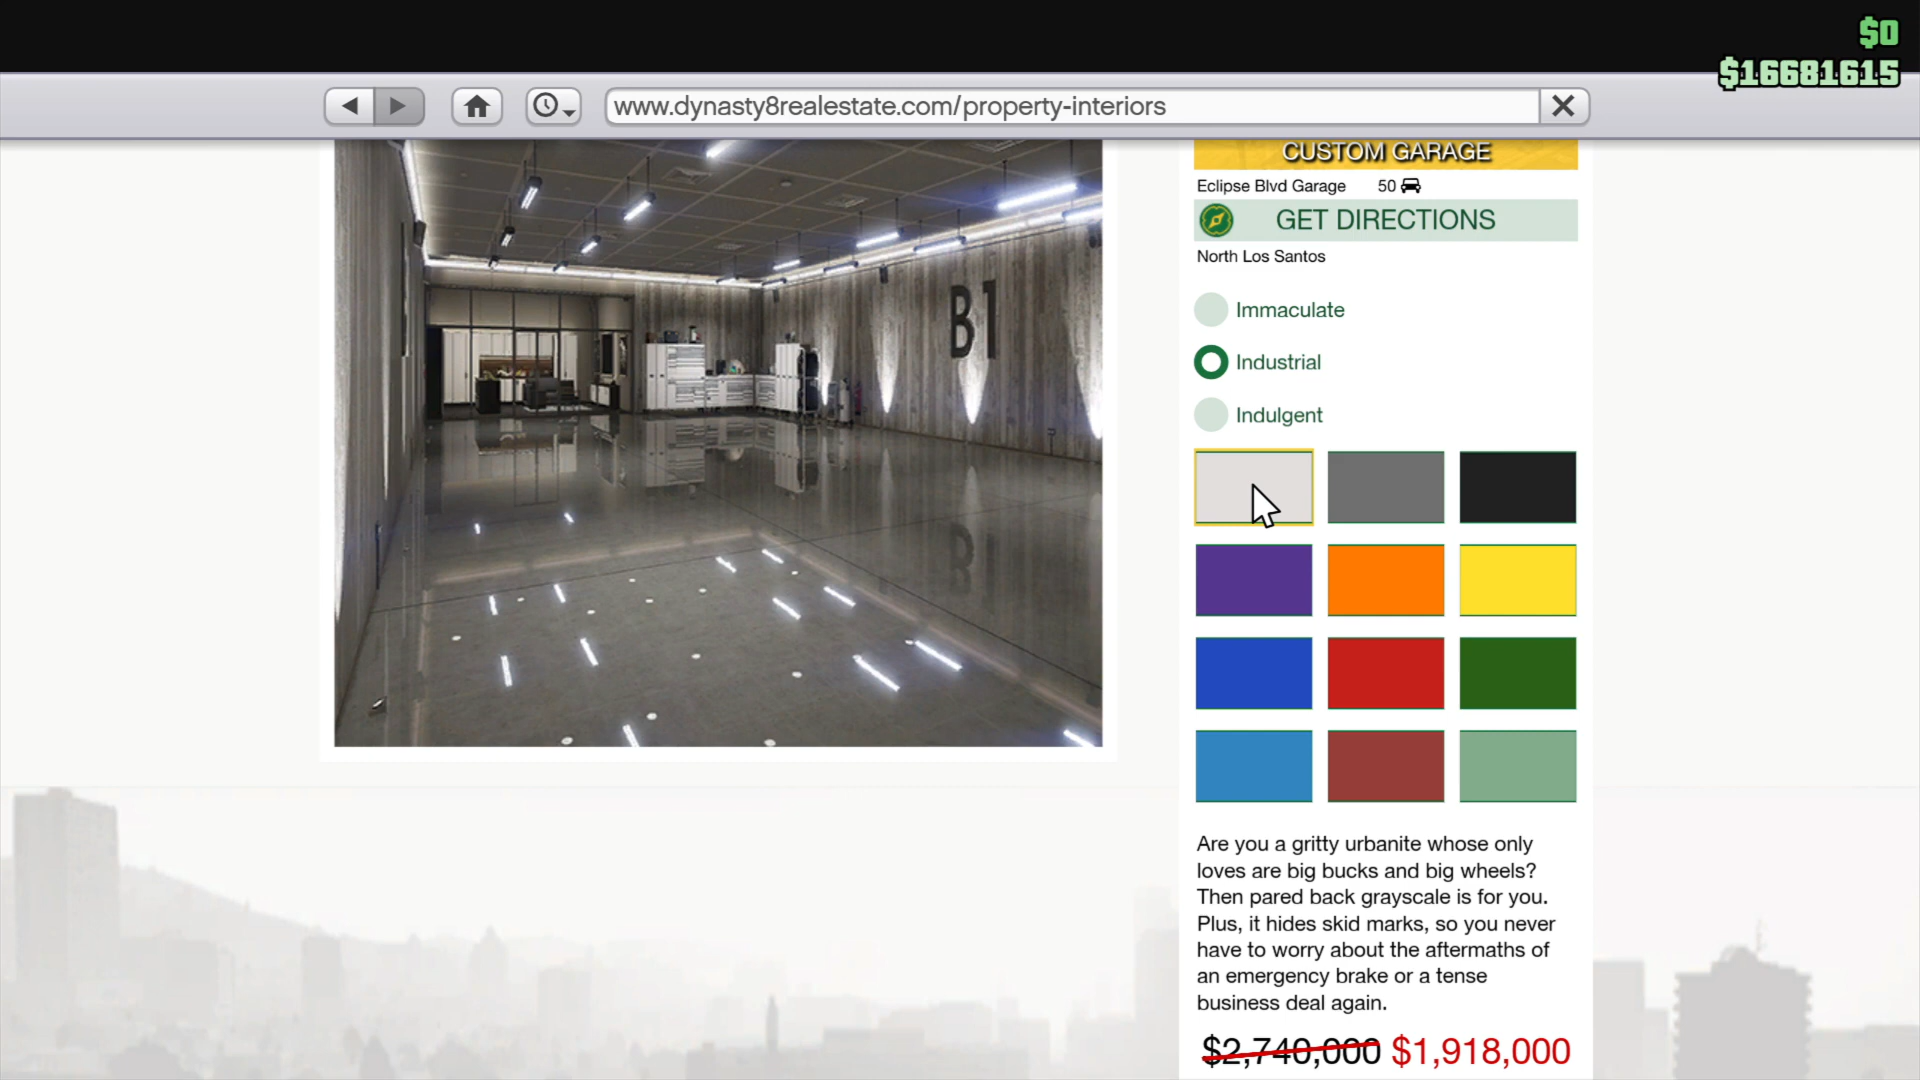 $0
$16681615
www.dynasty8realestate.com/property-interiors
CUSTOM GARAGE
Eclipse Blvd Garage 50
GET DIRECTIONS
North Los Santos
Immaculate
Industrial
Indulgent
B1
Are you a gritty urbanite whose only
loves are big bucks and big wheels?
Then pared back grayscale is for you.
Plus, it hides skid marks, so you never
have to worry about the aftermaths of
an emergency brake or a tense
business deal again.
$2,740,000 $1,918,000